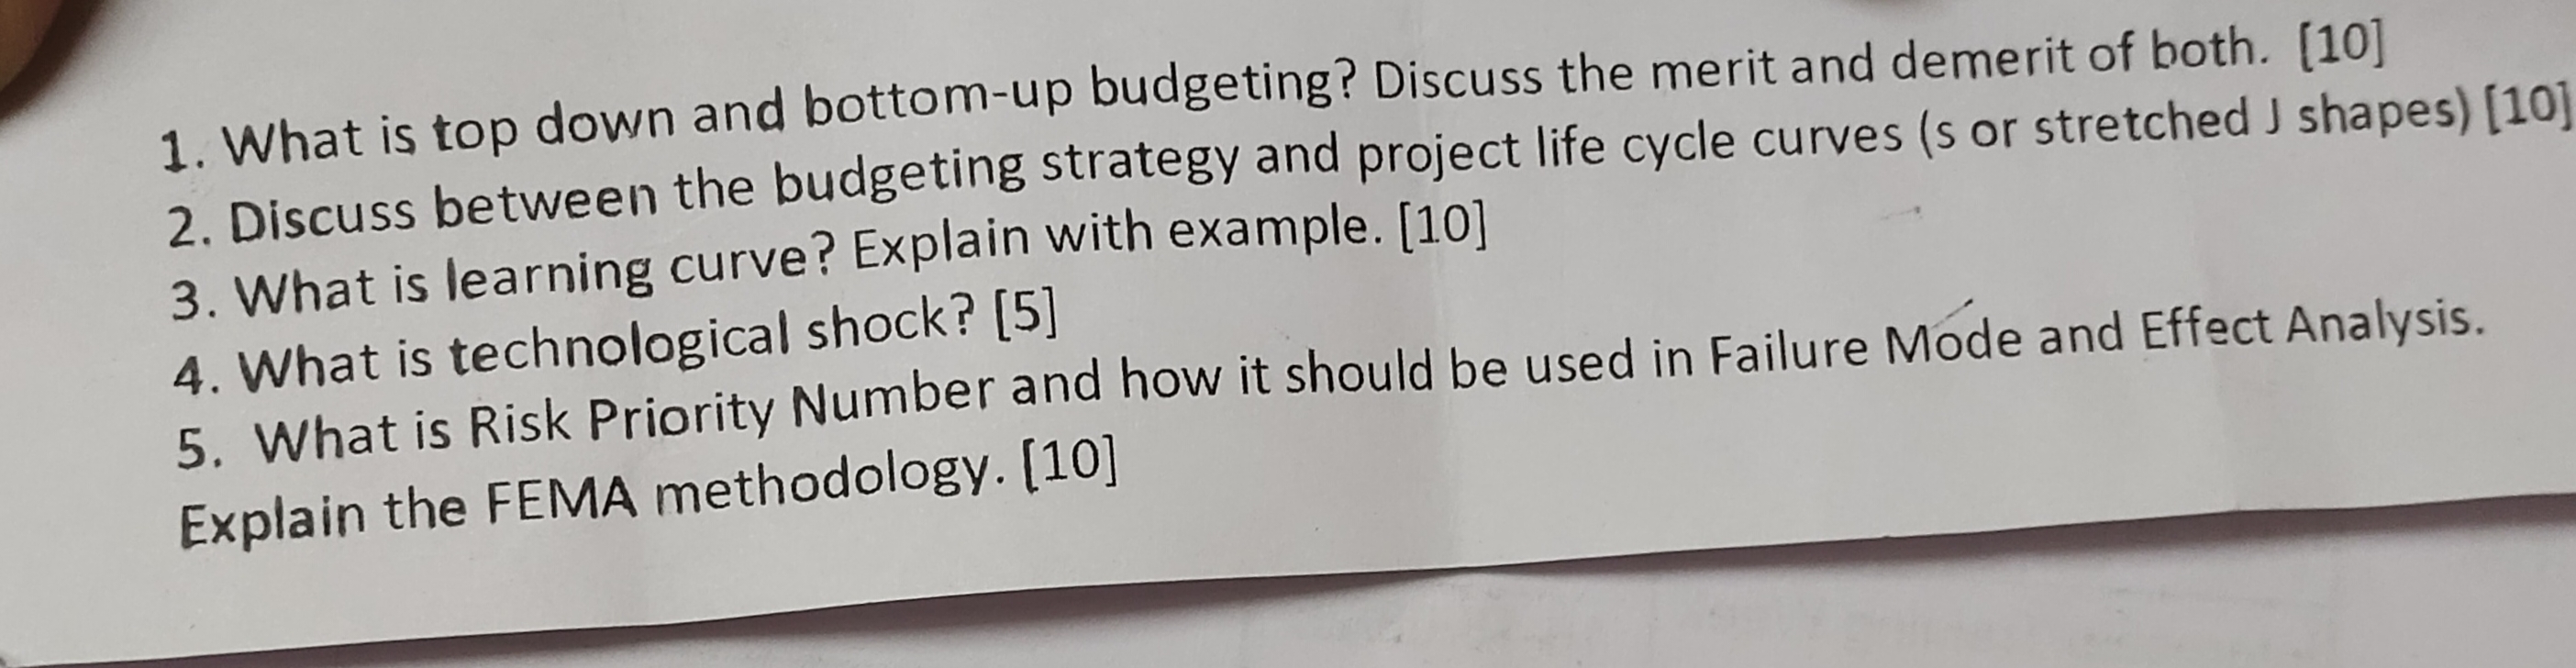 1. What is top down and bottom-up budgeting? Discuss the merit and demerit of both. [10]
2. Discuss between the budgeting strategy and project life cycle curves (s or stretched J shapes) [10]
3. What is learning curve? Explain with example. [10]
4. What is technological shock? [5]
5. What is Risk Priority Number and how it should be used in Failure Mode and Effect Analysis.
Explain the FEMA methodology. [10]